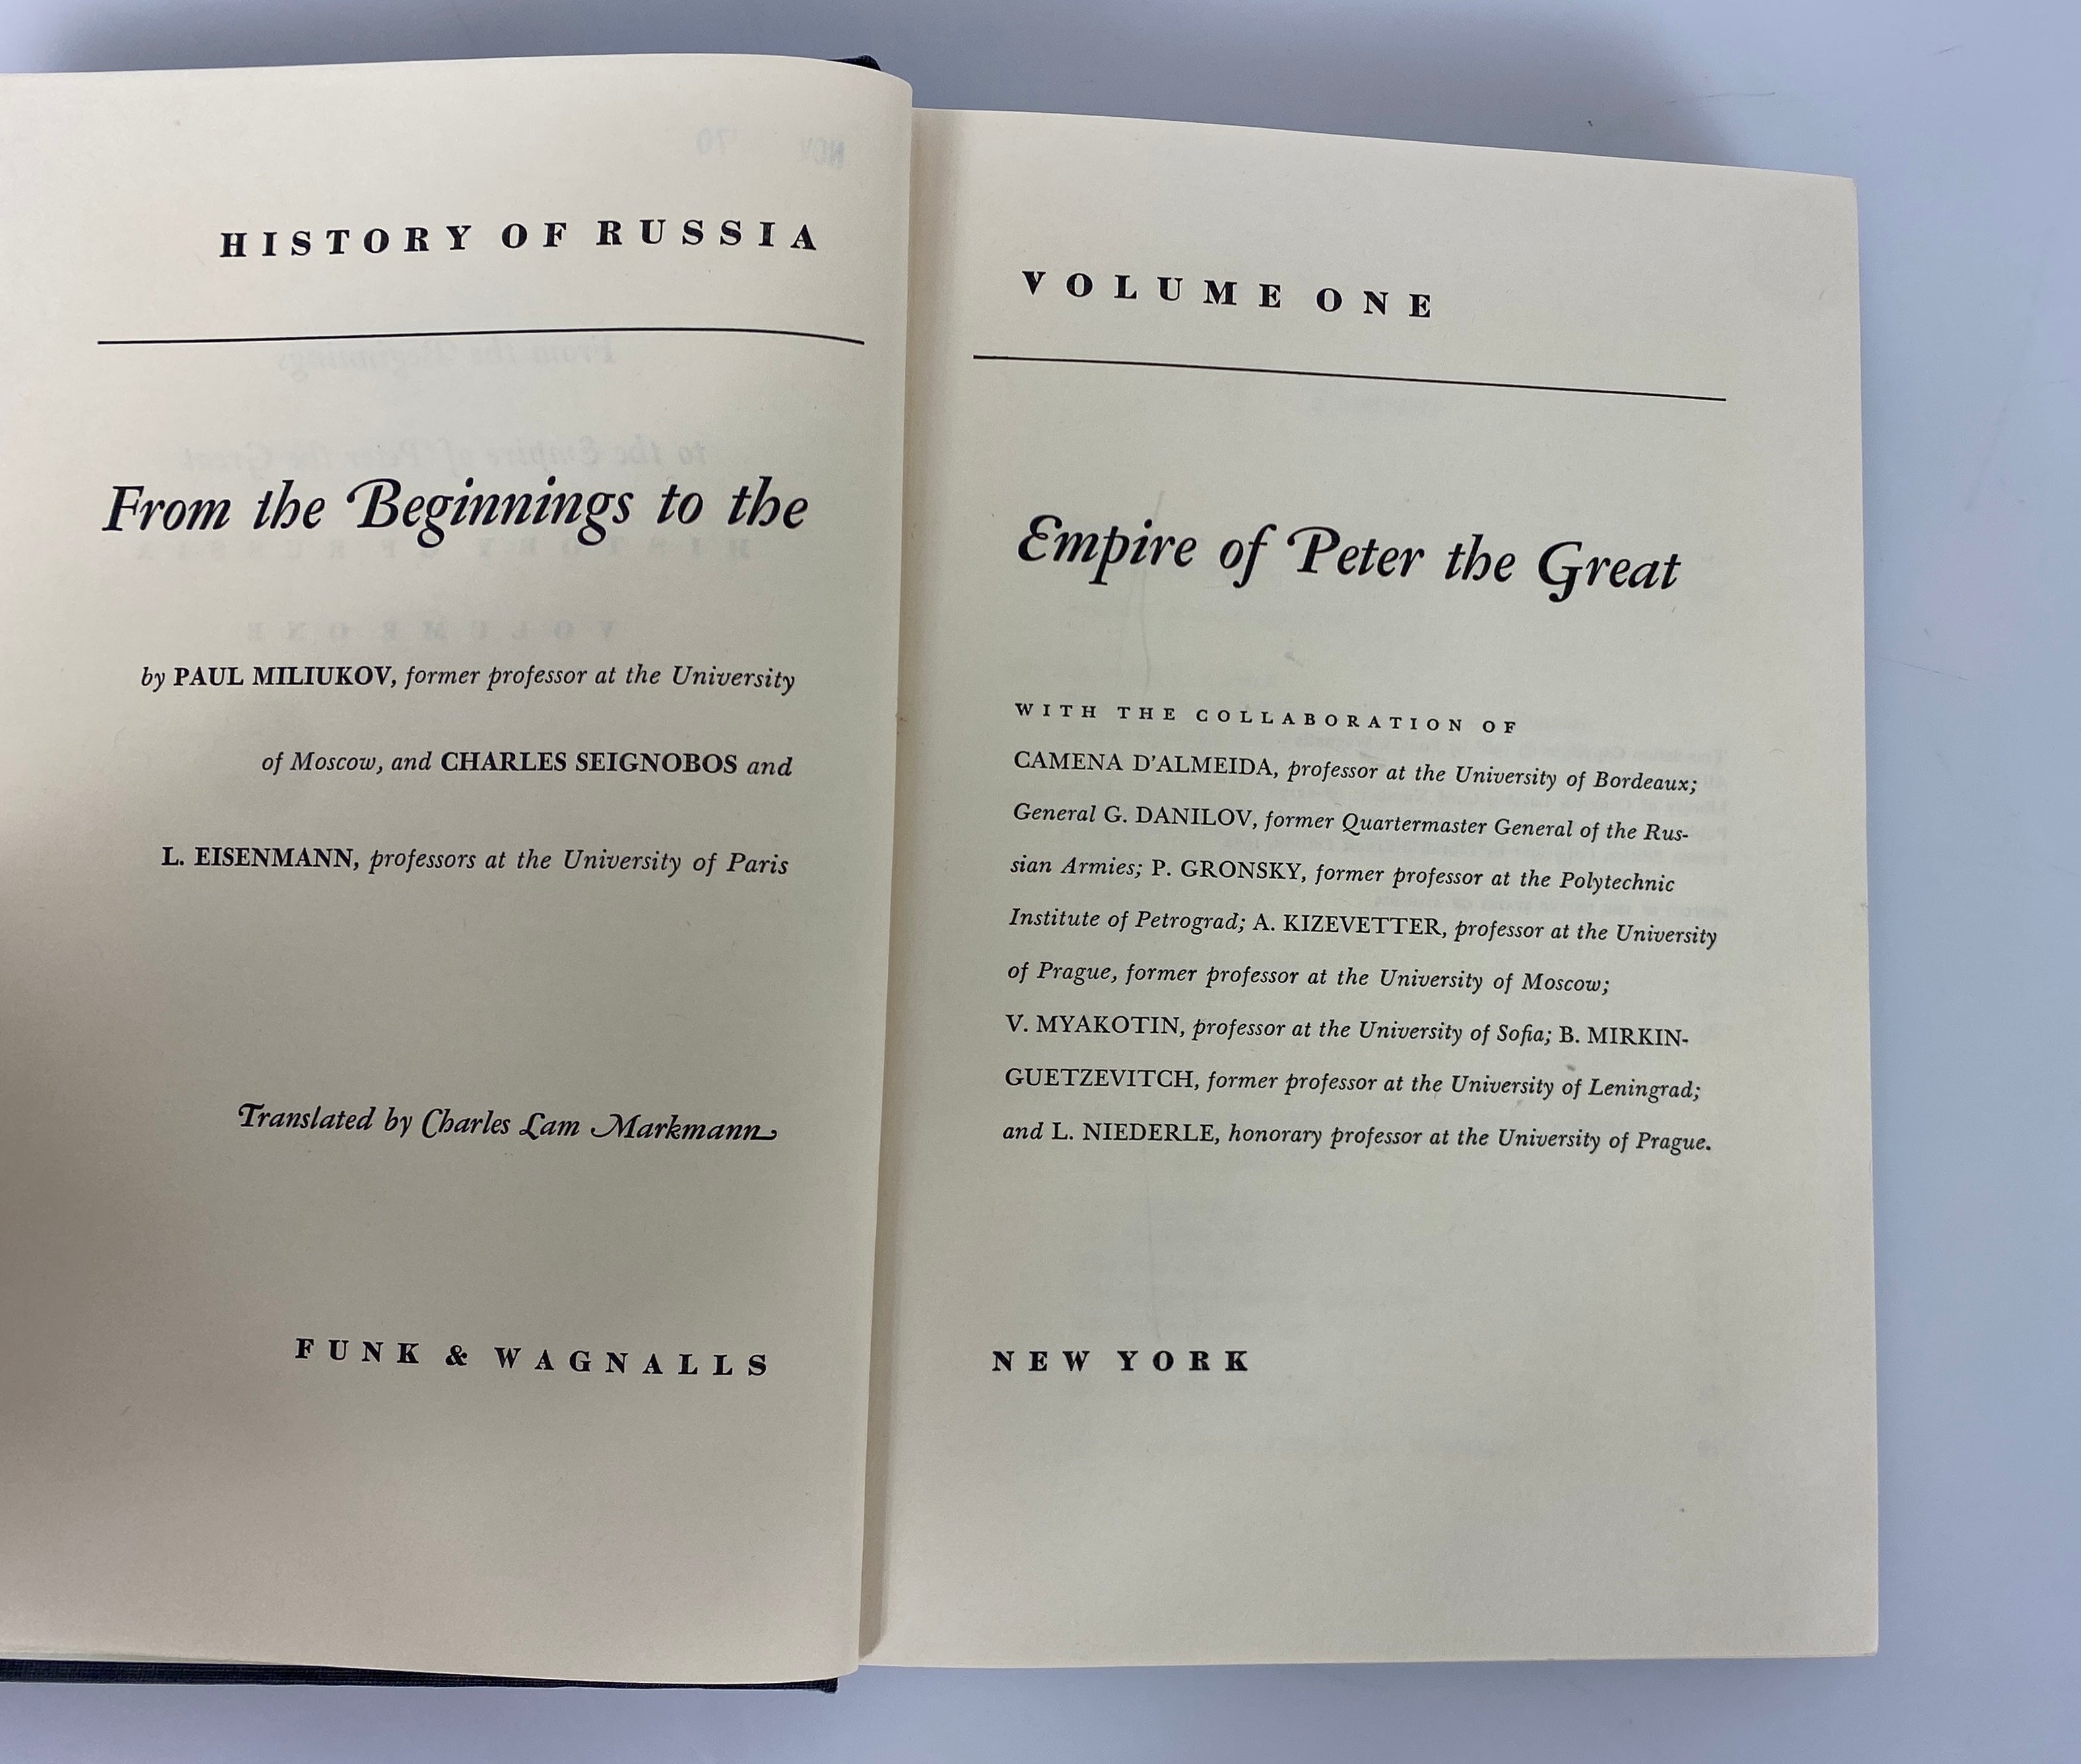 HISTORY OF RUSSIA
From the Beginnings to the
by PAUL MILIUKOV, former professor at the University
of Moscow, and CHARLES SEIGNOBOS and
L. EISENMANN, professors at the University of Paris
Translated by Charles Lam Markmann
FUNK & WAGNALLS
VOLUME ONE
Empire of Peter the Great
WITH THE COLLABORATION OF
CAMENA D'ALMEIDA, professor at the University of Bordeaux;
General G. DANILOV, former Quartermaster General of the Rus-
sian Armies; P. GRONSKY, former professor at the Polytechnic
Institute of Petrograd; A. KIZEVETTER, professor at the University
of Prague, former professor at the University of Moscow;
V. MYAKOTIN, professor at the University of Sofia; B. MIRKIN-
GUETZEVITCH, former professor at the University of Leningrad;
and L. NIEDERLE, honorary professor at the University of Prague.
NEW YORK